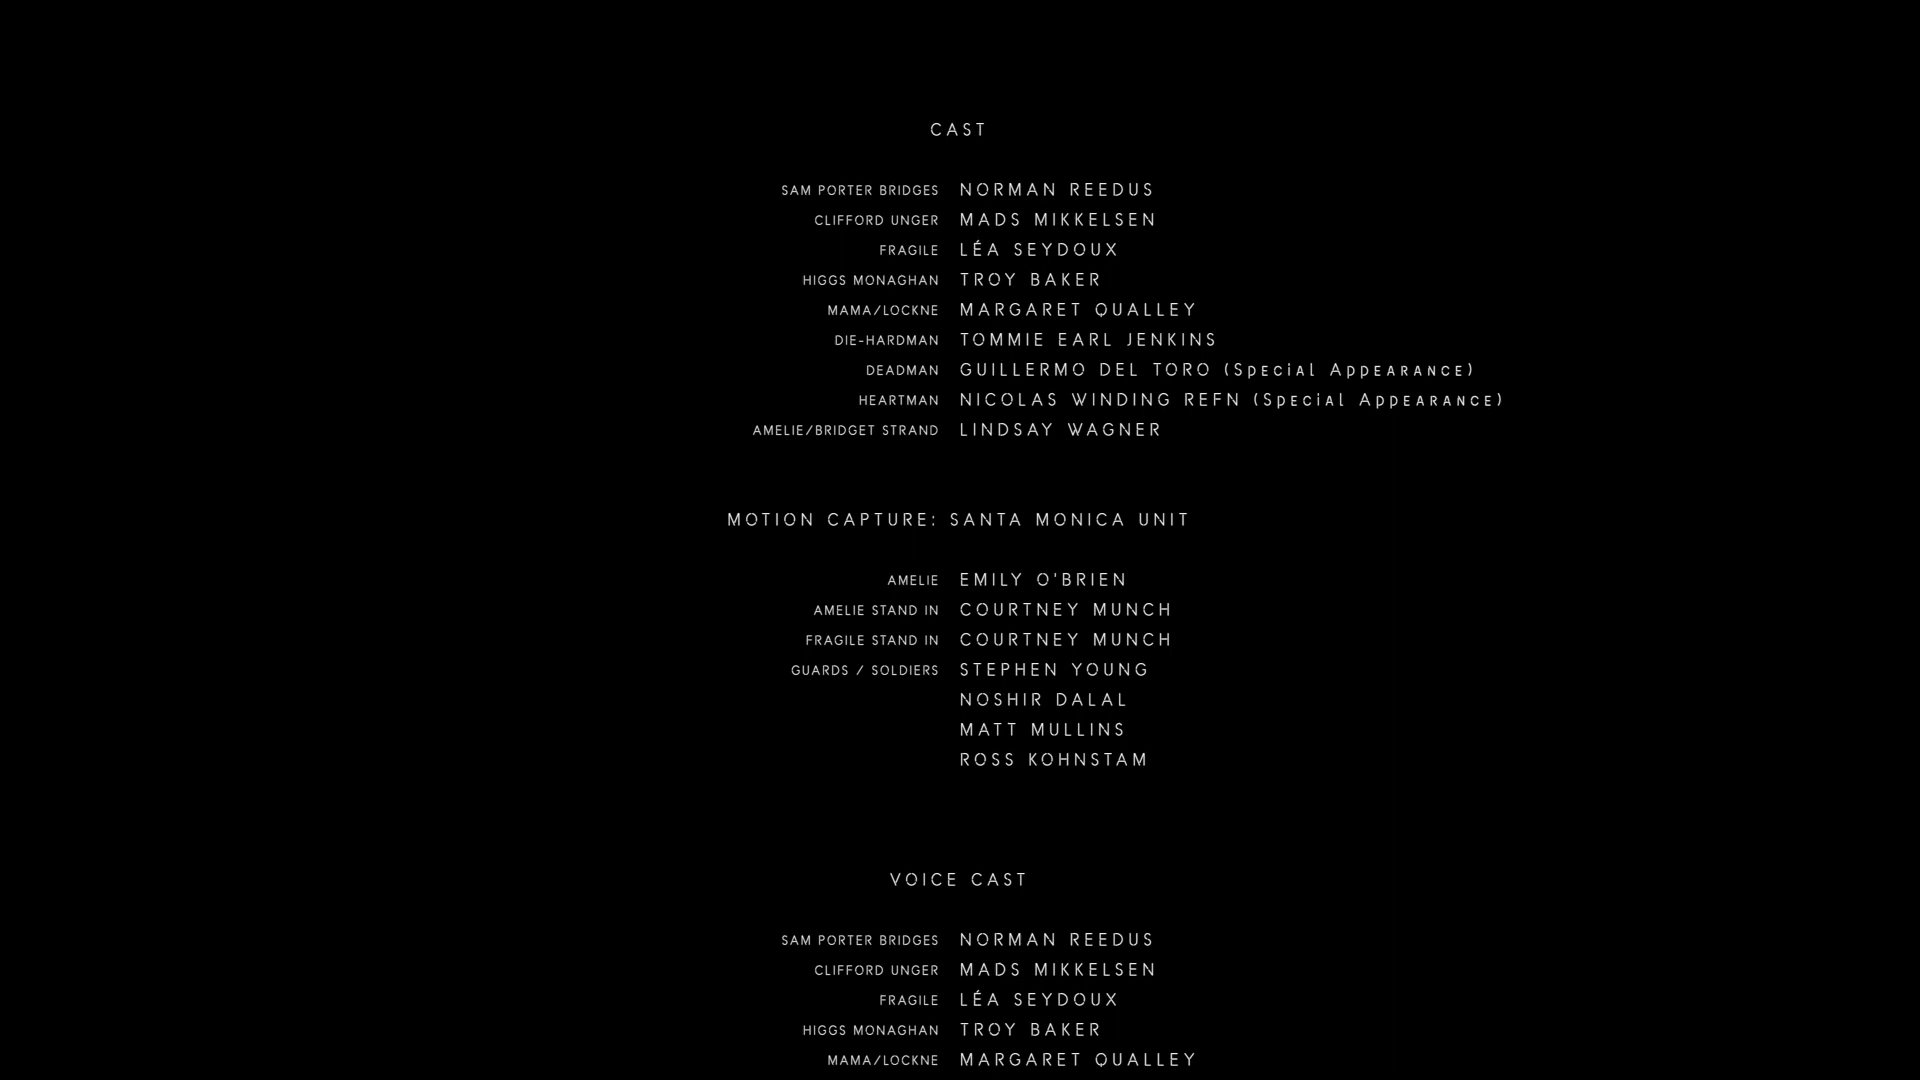 CAST
SAM PORTER BRIDGES NORMAN REEDUS
CLIFFORD UNGER MADS MIKKELSEN
FRAGILE LÉA SEYDOUX
HIGGS MONAGHAN TROY BAKER
MAMA/LOCKNE MARGARET QUALLEY
DIE-HARDMAN TOMMIE EARL JENKINS
DEADMAN GUILLERMO DEL TORO (Special Appearance)
HEARTMAN NICOLAS WINDING REFN (Special Appearance)
AMELIE/BRIDGET STRAND LINDSAY WAGNER
MOTION CAPTURE: SANTA MONICA UNIT
AMELIE EMILY O'BRIEN
AMELIE STAND IN COURTNEY MUNCH
FRAGILE STAND IN COURTNEY MUNCH
GUARDS / SOLDIERS STEPHEN YOUNG
NOSHIR DALAL
MATT MULLINS
ROSS KOHNSTAM
VOICE CAST
SAM PORTER BRIDGES NORMAN REEDUS
CLIFFORD UNGER MADS MIKKELSEN
FRAGILE LÉA SEYDOUX
HIGGS MONAGHAN TROY BAKER
MAMA/LOCKNE MARGARET QUALLEY